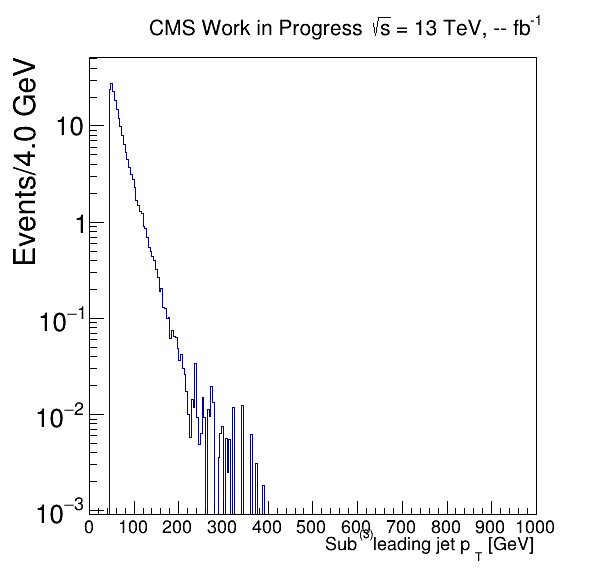 CMS Work in Progress √s = 13 TeV, -- fb⁻¹
Events/4.0 GeV
10
1
10⁻¹
10⁻²
10⁻³
0 100 200 300 400 500 600 700 800 900 1000
Sub⁽³⁾leading jet p_T [GeV]